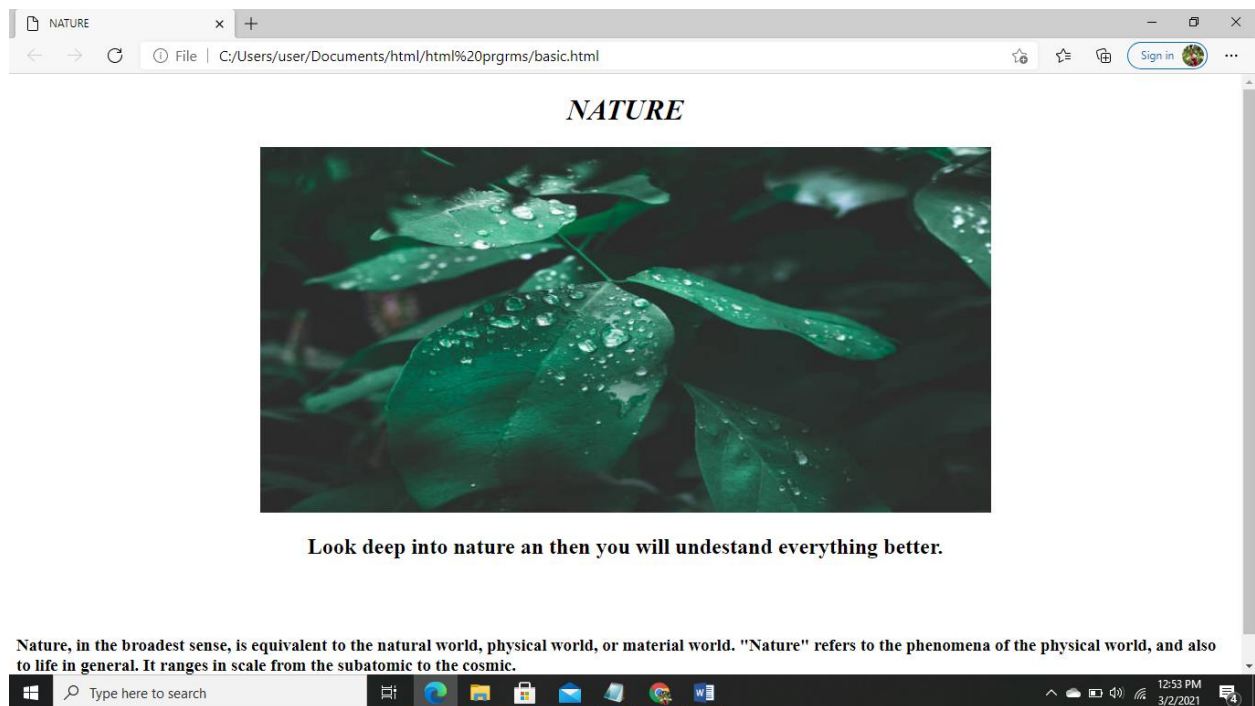 NATURE
File | C:/Users/user/Documents/html/html%20prgrms/basic.html
Sign in
NATURE
Look deep into nature an then you will undestand everything better.
Nature, in the broadest sense, is equivalent to the natural world, physical world, or material world. "Nature" refers to the phenomena of the physical world, and also
to life in general. It ranges in scale from the subatomic to the cosmic.
Type here to search
12:53 PM
3/2/2021
4